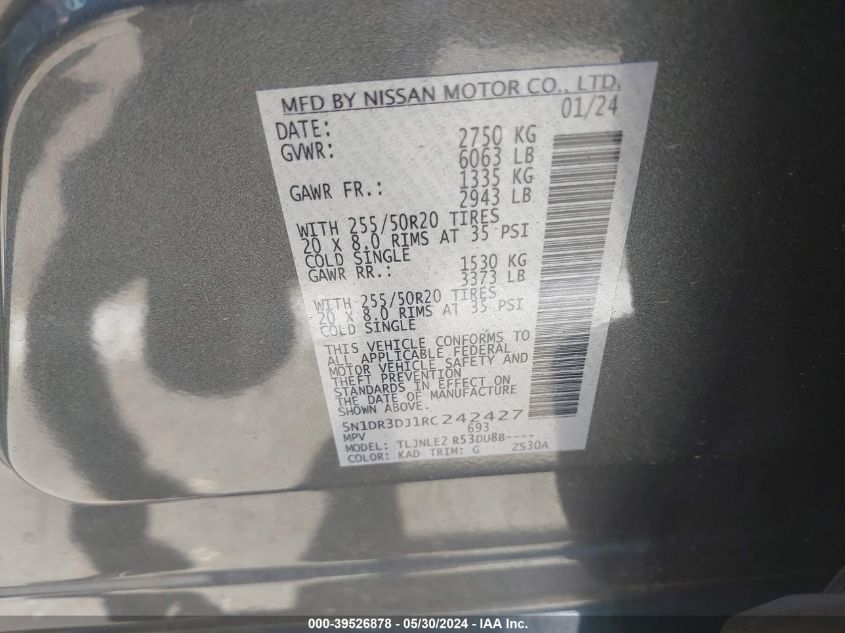 MFD BY NISSAN MOTOR CO., LTD.
DATE: 01/24
GVWR: 2750 KG
6063 LB
GAWR FR.: 1335 KG
2943 LB
WITH 255/50R20 TIRES
20 X 8.0 RIMS AT 35 PSI
COLD SINGLE
GAWR RR.: 1530 KG
3373 LB
WITH 255/50R20 TIRES
20 X 8.0 RIMS AT 35 PSI
COLD SINGLE
THIS VEHICLE CONFORMS TO
ALL APPLICABLE FEDERAL
MOTOR VEHICLE SAFETY AND
THEFT PREVENTION
STANDARDS IN EFFECT ON
THE DATE OF MANUFACTURE
SHOWN ABOVE.
5N1DR3DJ1RC242427
MPV 693
MODEL: TLJNLE2 R53DU8B----
COLOR: KAD TRIM: G ZS30A
000-39526878 - 05/30/2024 - IAA Inc.